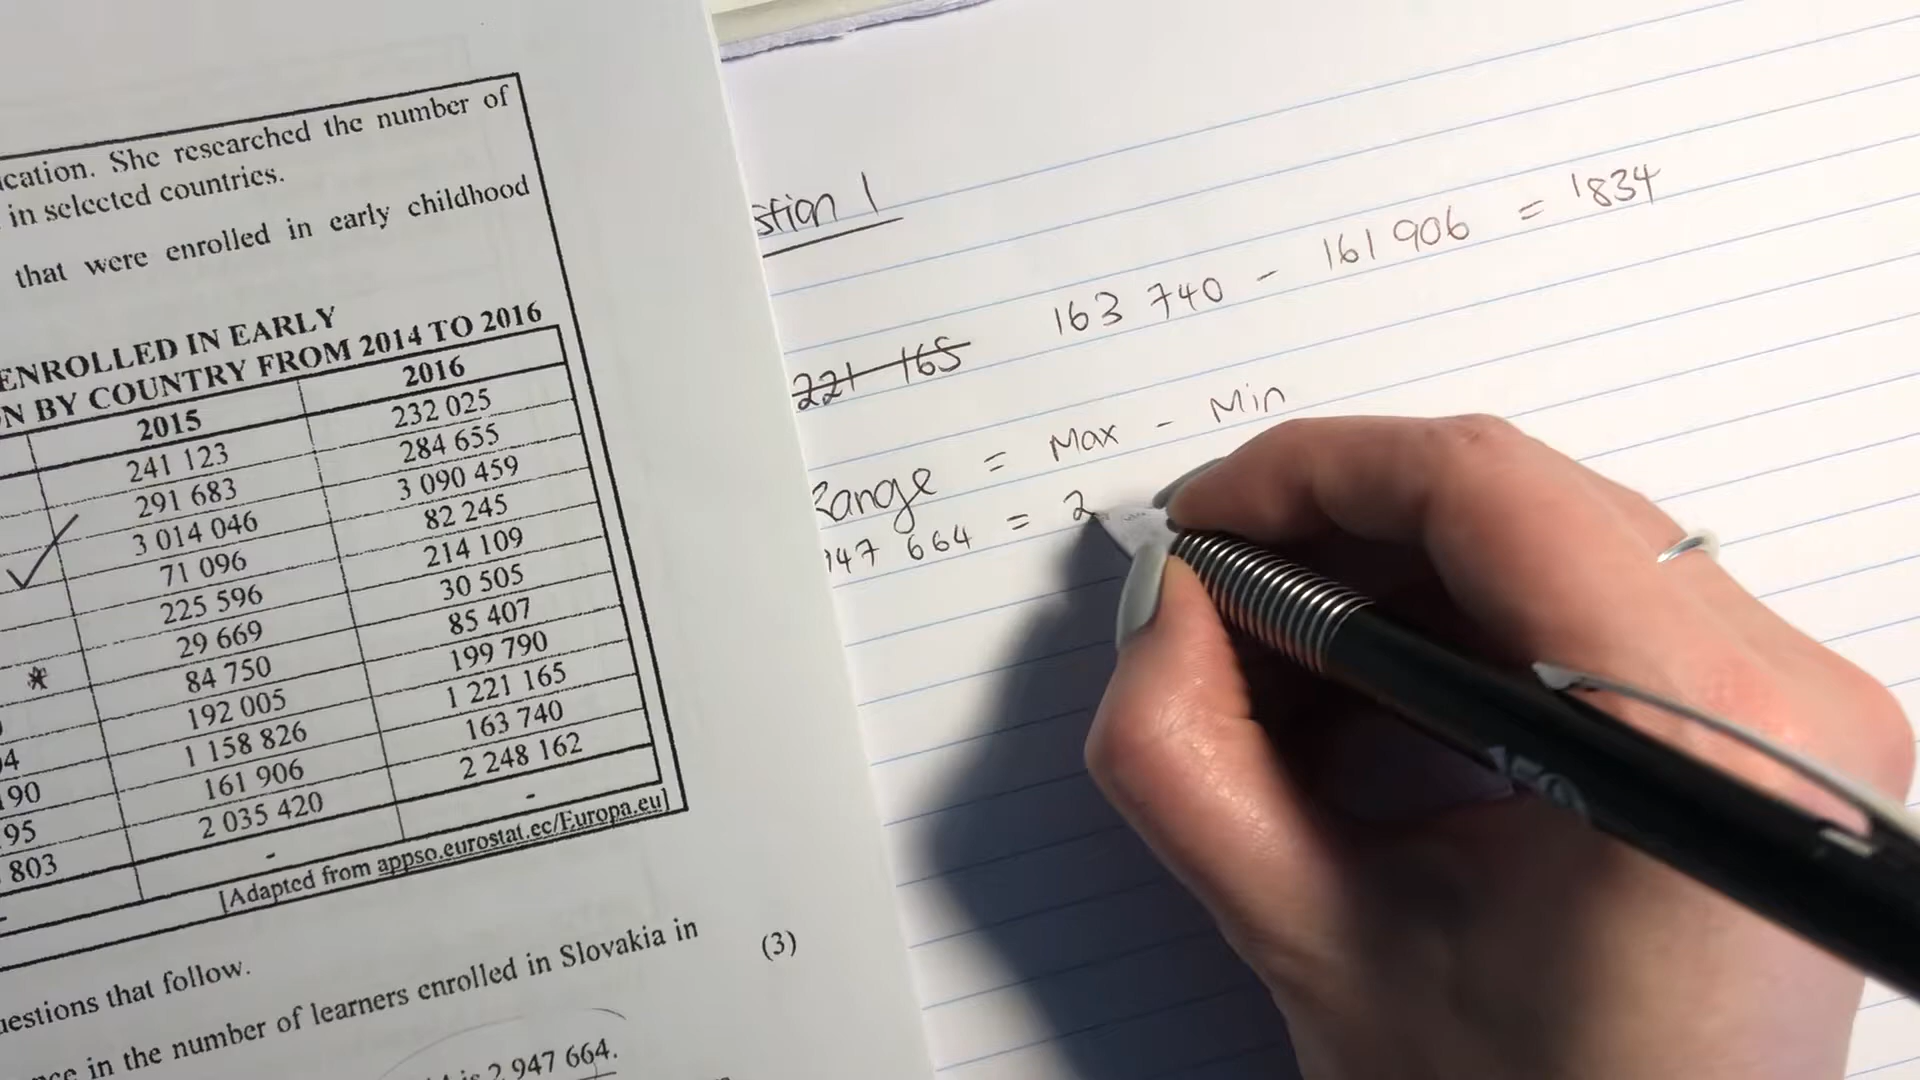 ication. She researched the number of
in selected countries.
that were enrolled in early childhood
ENROLLED IN EARLY
N BY COUNTRY FROM 2014 TO 2016
2015 2016
241 123 232 025
291 683 284 655
3 014 046 3 090 459
71 096 82 245
225 596 214 109
29 669 30 505
* 84 750 85 407
192 005 199 790
94 1 158 826 1 221 165
190 161 906 163 740
95 2 035 420 2 248 162
803 - -
-
[Adapted from appso.eurostat.ec/Europa.eu]
uestions that follow.
ce in the number of learners enrolled in Slovakia in (3)
is 2 947 664.
stion 1
221 165 163 740 - 161 906 = 1834
Range = Max - Min
947 664 = 2